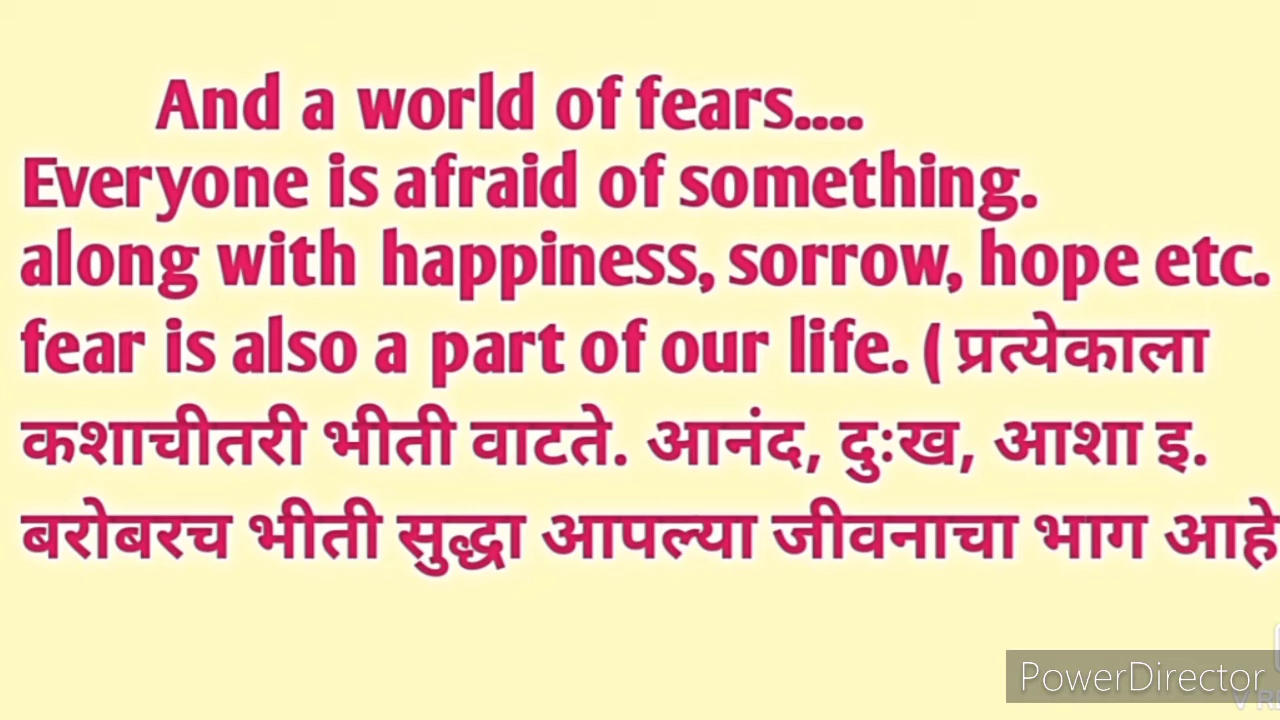 And a world of fears....
Everyone is afraid of something.
along with happiness, sorrow, hope etc.
fear is also a part of our life. ( प्रत्येकाला
कशाचीतरी भीती वाटते. आनंद, दुःख, आशा इ.
बरोबरच भीती सुद्धा आपल्या जीवनाचा भाग आहे
PowerDirector